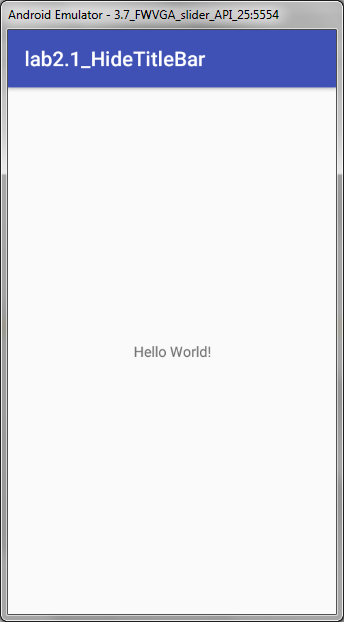 Android Emulator - 3.7_FWVGA_slider_API_25:5554
lab2.1_HideTitleBar
Hello World!